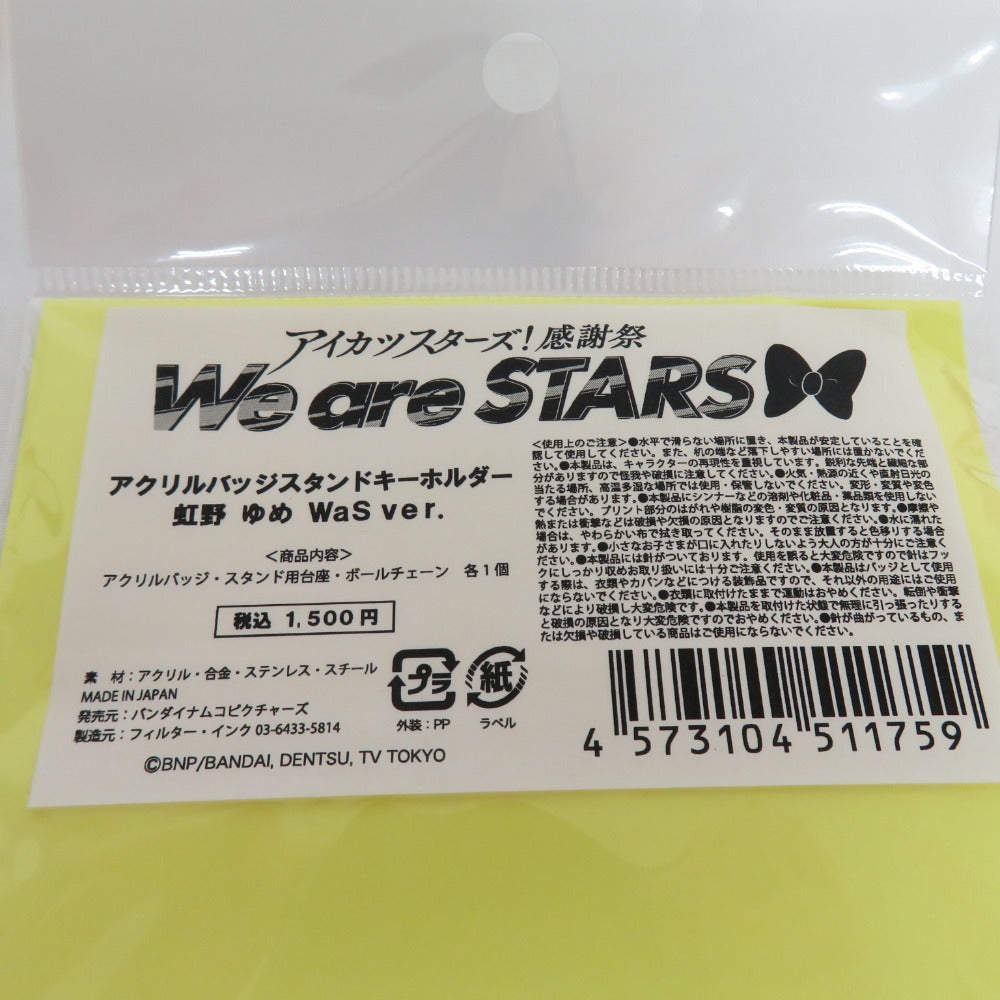 アイカツスターズ！感謝祭
We are STARS
アクリルバッジスタンドキーホルダー
虹野 ゆめ WaS ver.
＜商品内容＞
アクリルバッジ・スタンド用台座・ボールチェーン 各1個
税込 1,500円
素 材：アクリル・合金・ステンレス・スチール
MADE IN JAPAN
発売元：バンダイナムコピクチャーズ
製造元：フィルター・インク 03-6433-5814
プラ
外装：PP
紙
ラベル
©BNP/BANDAI, DENTSU, TV TOKYO
＜使用上のご注意＞●水平で滑らない場所に置き、本製品が安定していることを確
認して使用してください。また、机の端など落下しやすい場所には置かないでくだ
さい。●本製品は、キャラクターの再現性を重視しています。鋭利な先端と繊細な部
分がありますので怪我や破損に注意してください。●火気・熱源の近くや直射日光の
当たる場所、高温多湿な場所では使用・保管しないでください。変形・変質や変色
する場合があります。●本製品にシンナーなどの溶剤や化粧品・薬品類を使用しない
でください。プリント部分のはがれや樹脂の変色・変質の原因となります。●摩擦や
熱または衝撃などは破損や欠損の原因となりますのでご注意ください。●水に濡れた
場合は、やわらかい布で拭き取ってください。そのまま放置すると色移りする場合
があります。●小さなお子さまが口に入れたりしないよう大人の方が十分にご注意く
ださい。●本製品には針がついております。使用を誤ると大変危険ですので針はフッ
クにしっかり収めお取り扱いには十分ご注意ください。●本製品はバッジとして使用
する際は、衣類やカバンなどにつける装飾品ですので、それ以外の用途にはご使用
にならないでください。●衣類に取付けたままで運動はおやめください。転倒や衝撃
などにより破損し大変危険です。●本製品を取付けた状態で無理に引っ張ったりする
と破損の原因となり大変危険ですのでおやめください。●針が曲がっているもの、ま
たは欠損や破損している商品はご使用にならないでください。
4 573104 511759